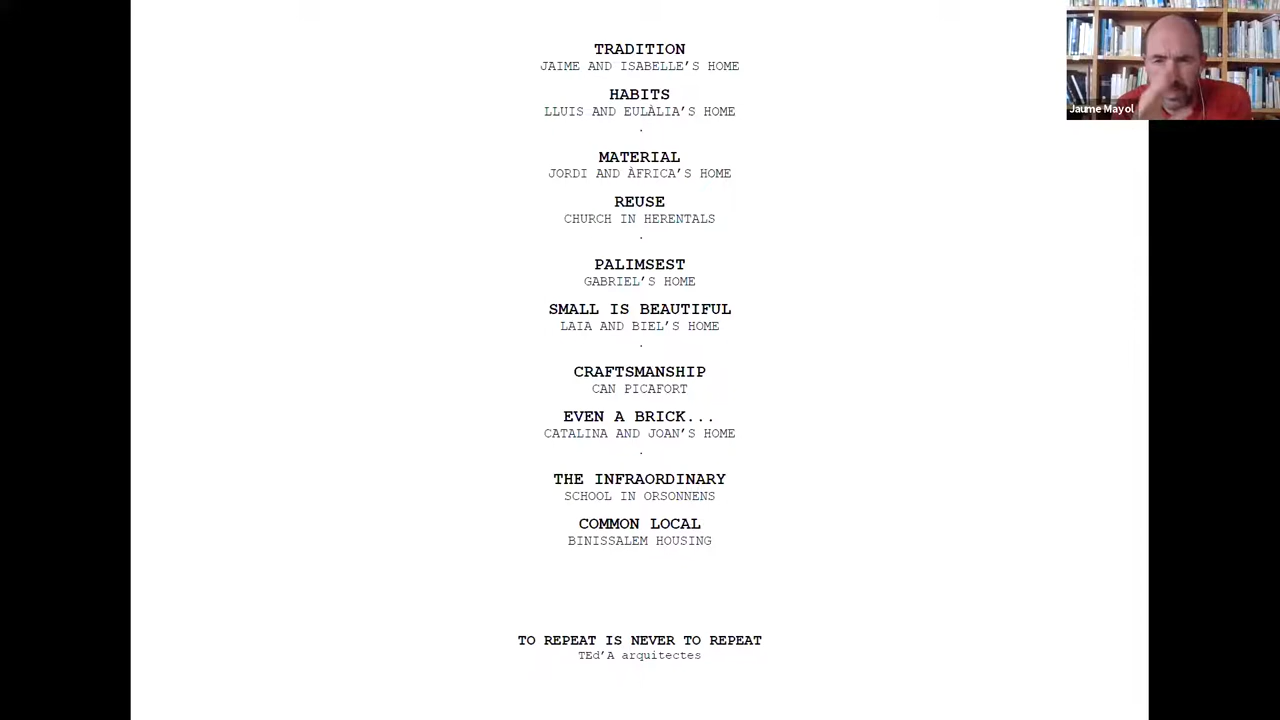 TRADITION
JAIME AND ISABELLE'S HOME
HABITS
LLUIS AND EULÀLIA'S HOME
.
MATERIAL
JORDI AND ÀFRICA'S HOME
REUSE
CHURCH IN HERENTALS
.
PALIMSEST
GABRIEL'S HOME
SMALL IS BEAUTIFUL
LAIA AND BIEL'S HOME
.
CRAFTSMANSHIP
CAN PICAFORT
EVEN A BRICK...
CATALINA AND JOAN'S HOME
.
THE INFRAORDINARY
SCHOOL IN ORSONNENS
COMMON LOCAL
BINISSALEM HOUSING
TO REPEAT IS NEVER TO REPEAT
TEd'A arquitectes
Jaume Mayol